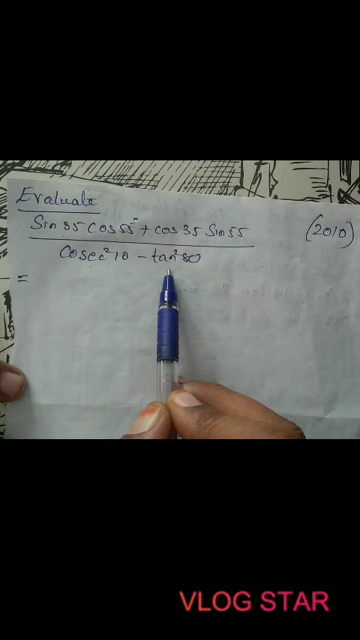 Evaluate
Sin 35 Cos 55 + cos 35 Sin 55
(2010)
Cosec²10 - tan²80
=
VLOG STAR